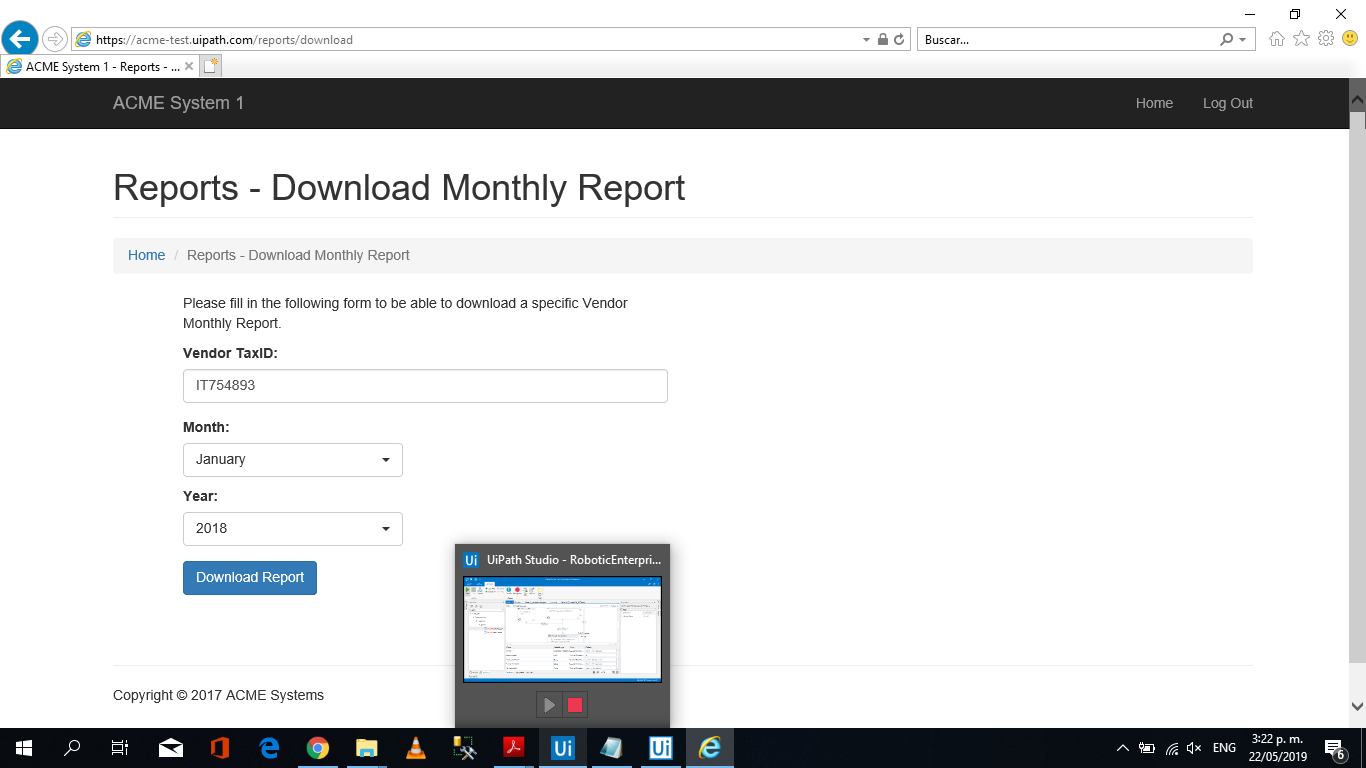 https://acme-test.uipath.com/reports/download
Buscar...
ACME System 1 - Reports - ...
ACME System 1
Home
Log Out
Reports - Download Monthly Report
Home / Reports - Download Monthly Report
Please fill in the following form to be able to download a specific Vendor
Monthly Report.
Vendor TaxID:
IT754893
Month:
January
Year:
2018
Download Report
Ui UiPath Studio - RoboticEnterpri...
Copyright © 2017 ACME Systems
Ui
Ui
ENG
3:22 p. m.
22/05/2019
6